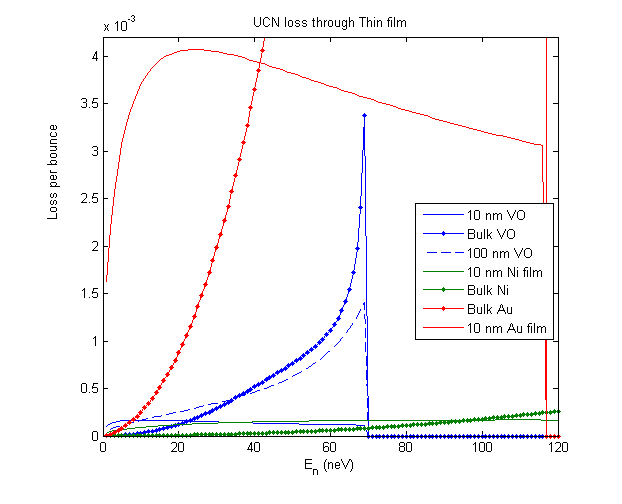 UCN loss through Thin film
x 10^-3
4
3.5
3
2.5
2
1.5
1
0.5
0
Loss per bounce
10 nm VO
Bulk VO
100 nm VO
10 nm Ni film
Bulk Ni
Bulk Au
10 nm Au film
0 20 40 60 80 100 120
E_n (neV)